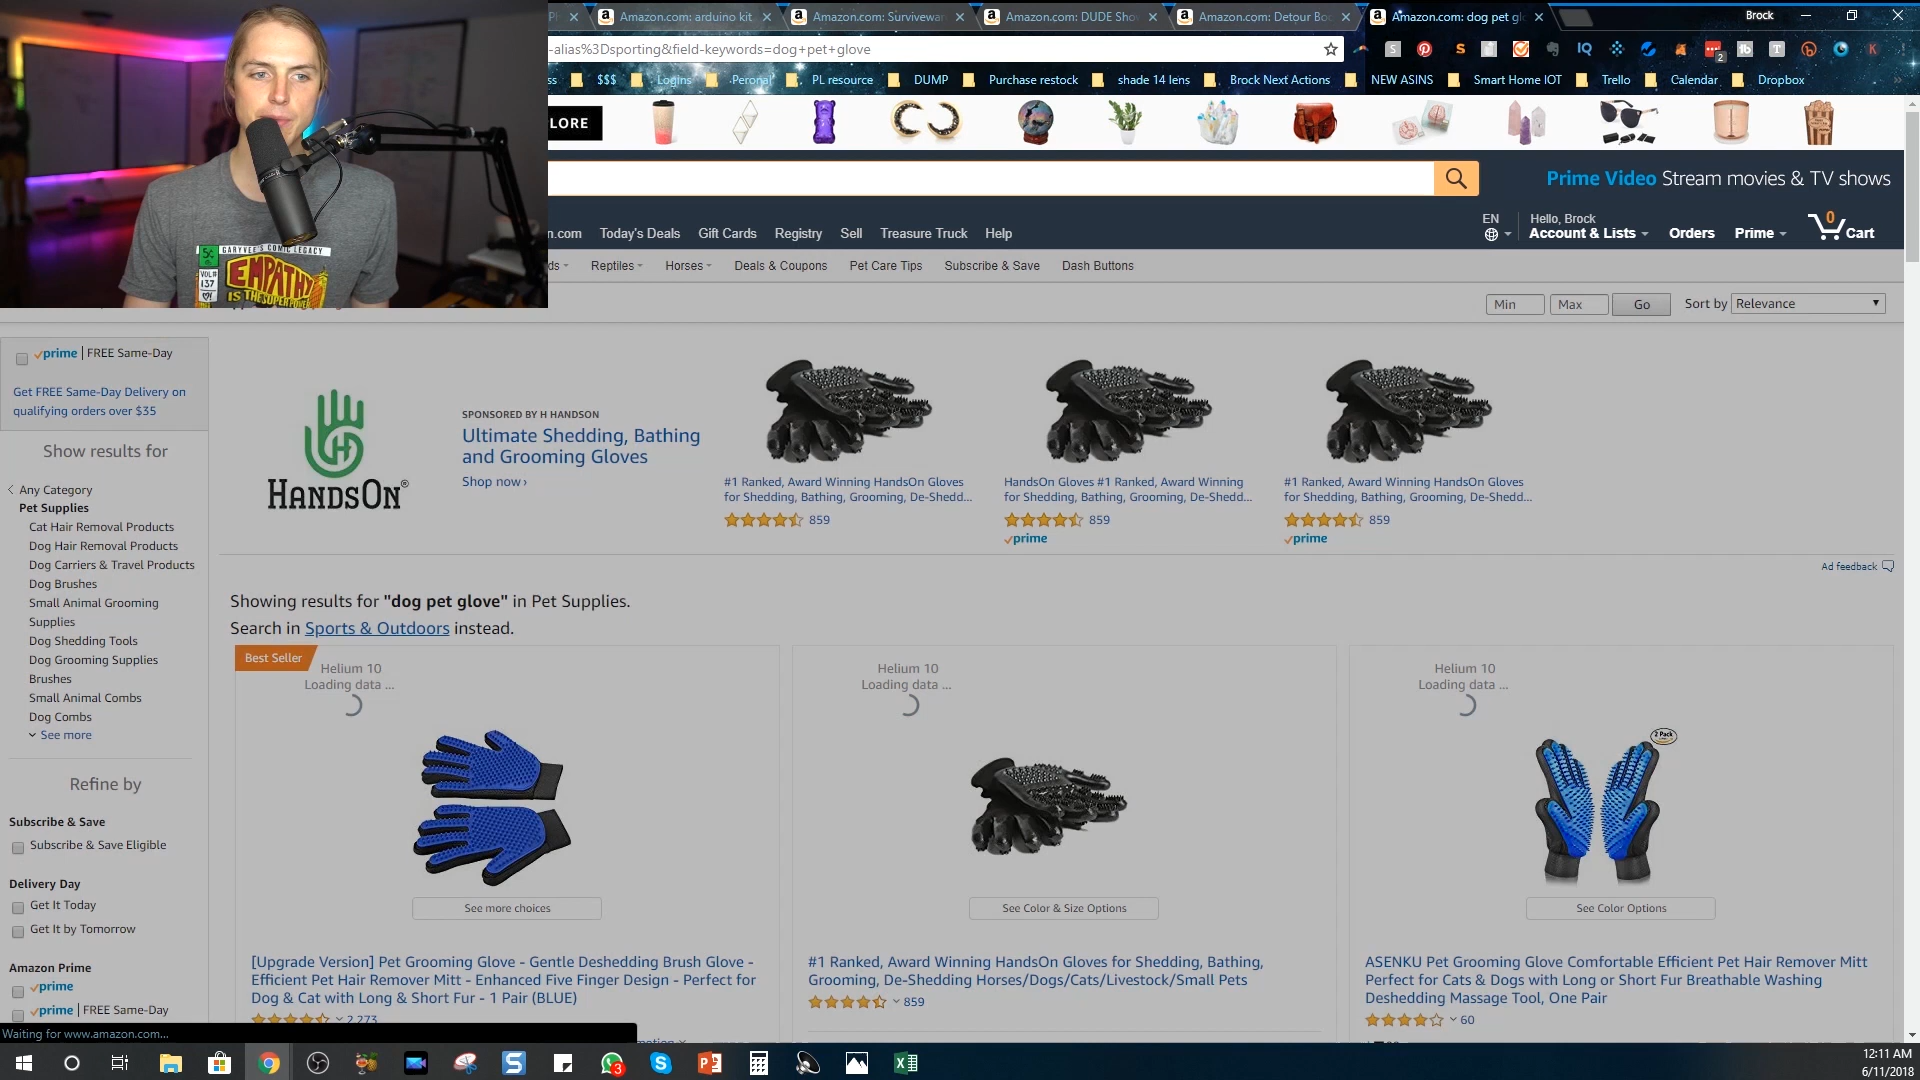 Amazon.com: arduino kit
Amazon.com: Survivewar
Amazon.com: DUDE Sho
Amazon.com: Detour Bo
Amazon.com: dog pet gl
Brock
-alias%3Dsporting&field-keywords=dog+pet+glove
$$$
Logins
Peronal
PL resource
DUMP
Purchase restock
shade 14 lens
Brock Next Actions
NEW ASINS
Smart Home IOT
Trello
Calendar
Dropbox
LORE
Prime Video Stream movies & TV shows
EN
Hello, Brock
Account & Lists
Orders
Prime
0
Cart
n.com
Today's Deals
Gift Cards
Registry
Sell
Treasure Truck
Help
ds
Reptiles
Horses
Deals & Coupons
Pet Care Tips
Subscribe & Save
Dash Buttons
GARYVEE'S COMIC LEGACY
5¢
VOL#
137
EMPATHY
IS THE SUPERPOWER
Min
Max
Go
Sort by
Relevance
prime | FREE Same-Day
Get FREE Same-Day Delivery on
qualifying orders over $35
Show results for
Any Category
Pet Supplies
Cat Hair Removal Products
Dog Hair Removal Products
Dog Carriers & Travel Products
Dog Brushes
Small Animal Grooming
Supplies
Dog Shedding Tools
Dog Grooming Supplies
Brushes
Small Animal Combs
Dog Combs
See more
Refine by
Subscribe & Save
Subscribe & Save Eligible
Delivery Day
Get It Today
Get It by Tomorrow
Amazon Prime
prime
prime | FREE Same-Day
HANDSON®
SPONSORED BY H HANDSON
Ultimate Shedding, Bathing
and Grooming Gloves
Shop now ›
#1 Ranked, Award Winning HandsOn Gloves
for Shedding, Bathing, Grooming, De-Shedd...
859
HandsOn Gloves #1 Ranked, Award Winning
for Shedding, Bathing, Grooming, De-Shedd...
859
prime
#1 Ranked, Award Winning HandsOn Gloves
for Shedding, Bathing, Grooming, De-Shedd...
859
prime
Ad feedback
Showing results for "dog pet glove" in Pet Supplies.
Search in Sports & Outdoors instead.
Best Seller
Helium 10
Loading data ...
See more choices
[Upgrade Version] Pet Grooming Glove - Gentle Deshedding Brush Glove -
Efficient Pet Hair Remover Mitt - Enhanced Five Finger Design - Perfect for
Dog & Cat with Long & Short Fur - 1 Pair (BLUE)
2,273
Helium 10
Loading data ...
See Color & Size Options
#1 Ranked, Award Winning HandsOn Gloves for Shedding, Bathing,
Grooming, De-Shedding Horses/Dogs/Cats/Livestock/Small Pets
859
Helium 10
Loading data ...
2 Pack
See Color Options
ASENKU Pet Grooming Glove Comfortable Efficient Pet Hair Remover Mitt
Perfect for Cats & Dogs with Long or Short Fur Breathable Washing
Deshedding Massage Tool, One Pair
60
Waiting for www.amazon.com...
12:11 AM
6/11/2018